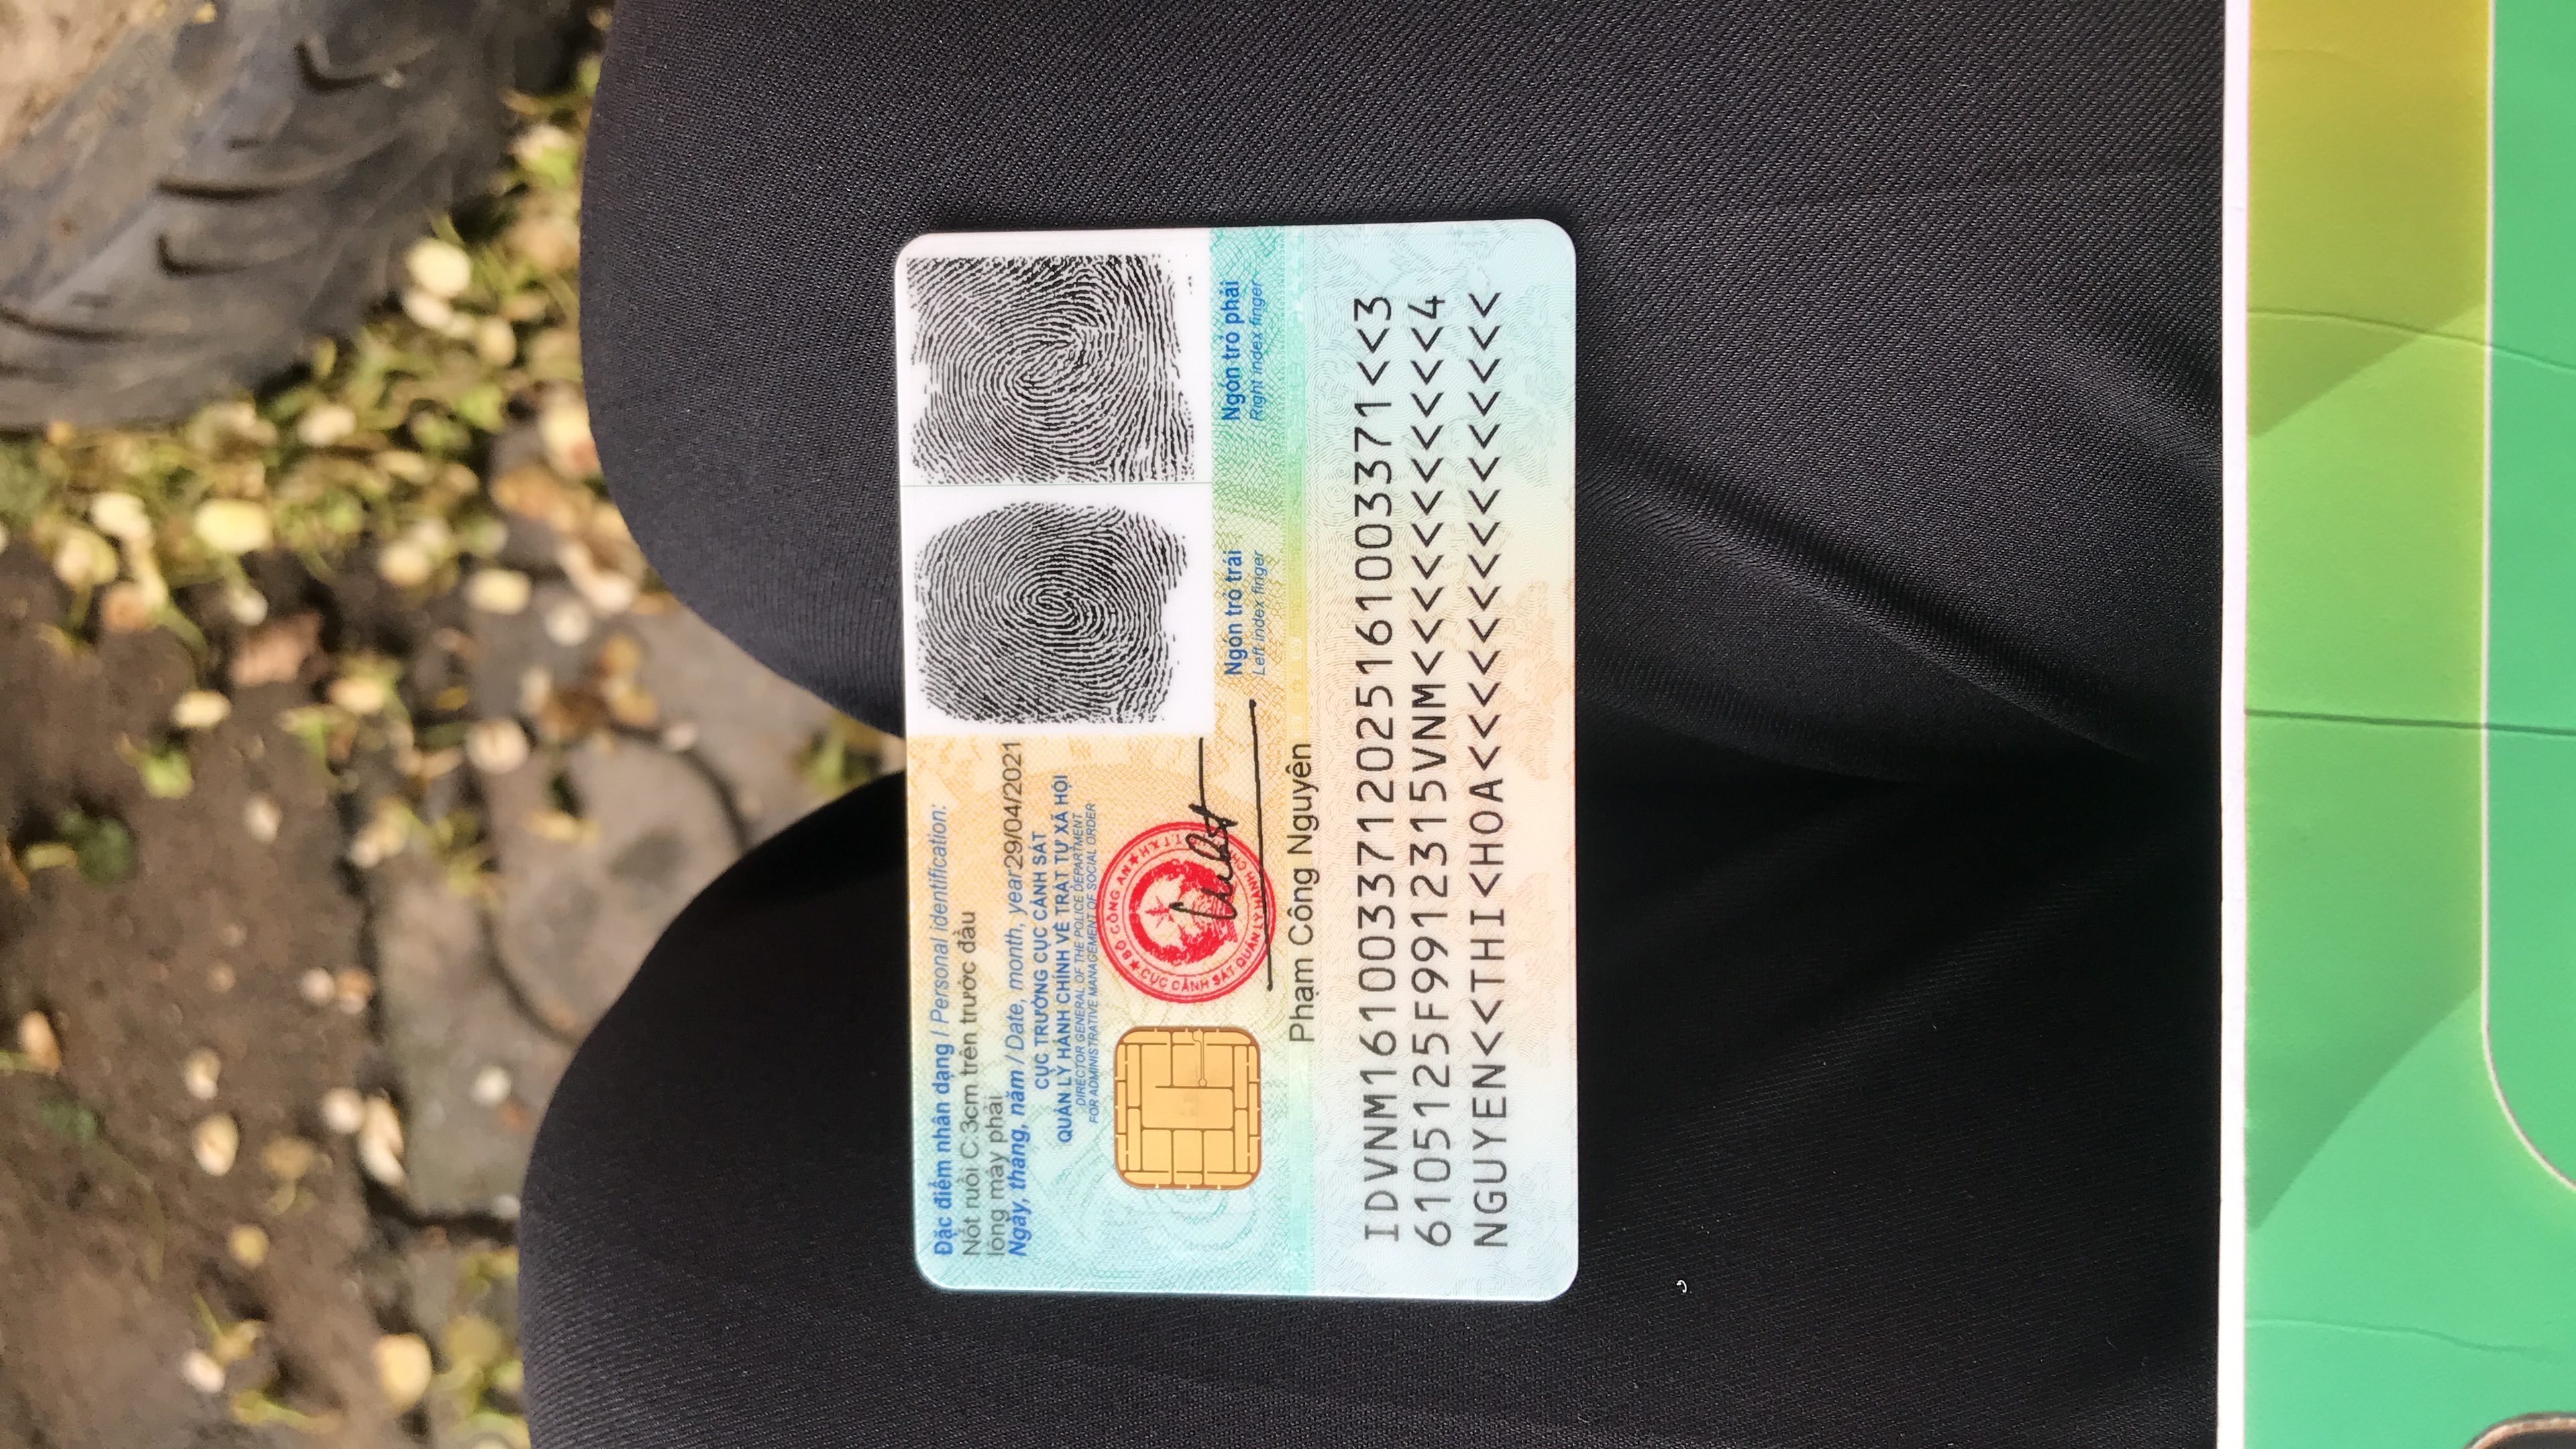 Đặc điểm nhân dạng / Personal identification:
Nốt ruồi C:3cm trên trước đầu
lông mày phải
Ngày, tháng, năm / Date, month, year29/04/2021
CỤC TRƯỞNG CỤC CẢNH SÁT
QUẢN LÝ HÀNH CHÍNH VỀ TRẬT TỰ XÃ HỘI
DIRECTOR GENERAL OF THE POLICE DEPARTMENT
FOR ADMINISTRATIVE MANAGEMENT OF SOCIAL ORDER
BỘ CÔNG AN
CỤC CẢNH SÁT QUẢN LÝ HÀNH
Phạm Công Nguyên
Ngón trỏ trái
Left index finger
Ngón trỏ phải
Right index finger
IDVNM1610033712025161003371<<3
6105125F9912315VNM<<<<<<<<<<<4
NGUYEN<<THI<HOA<<<<<<<<<<<<<<<